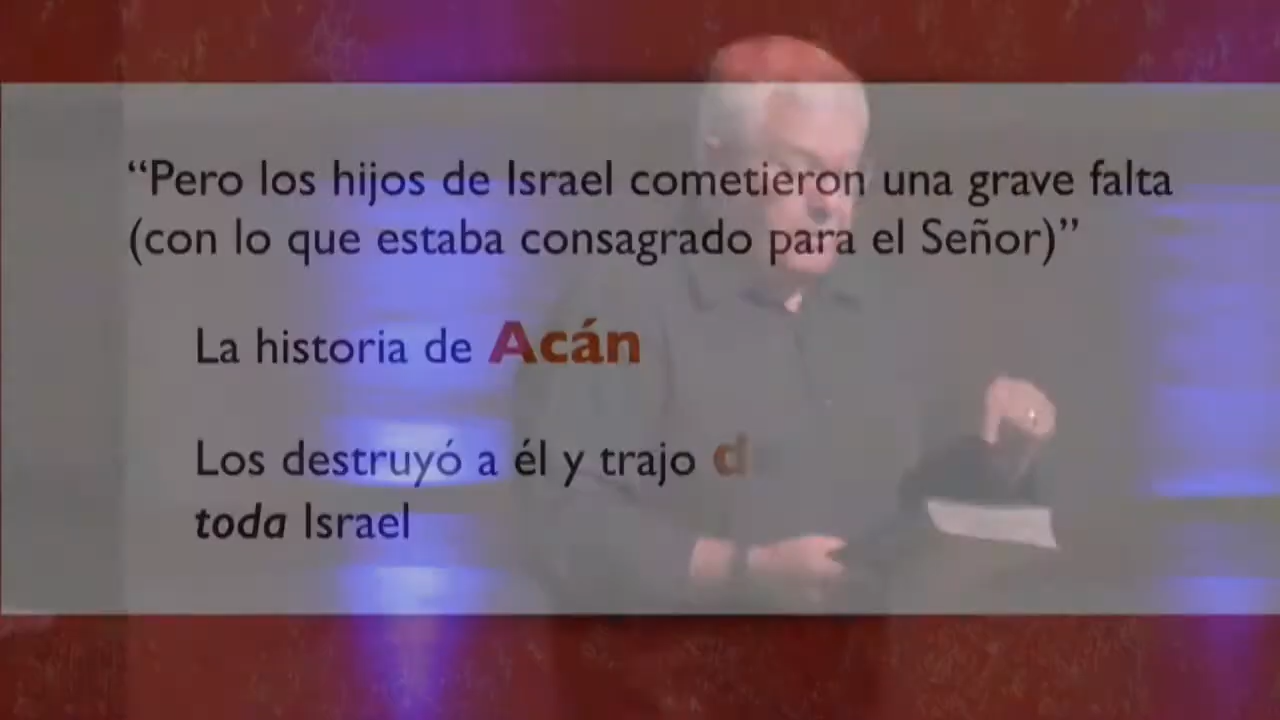 “Pero los hijos de Israel cometieron una grave falta
(con lo que estaba consagrado para el Señor)”
La historia de Acán
Los destruyó a él y trajo d
toda Israel